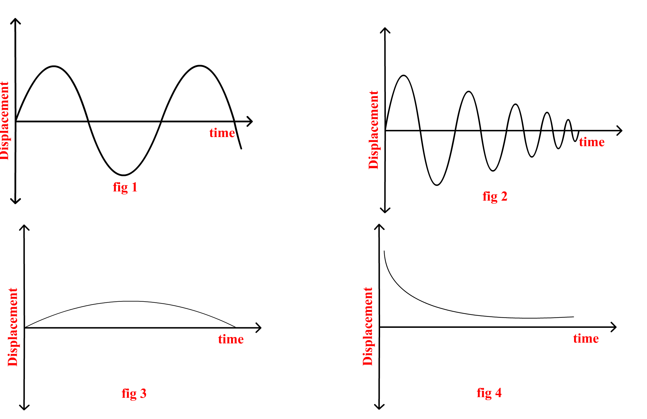 Displacement
time
fig 1
Displacement
time
fig 2
Displacement
time
fig 3
Displacement
time
fig 4